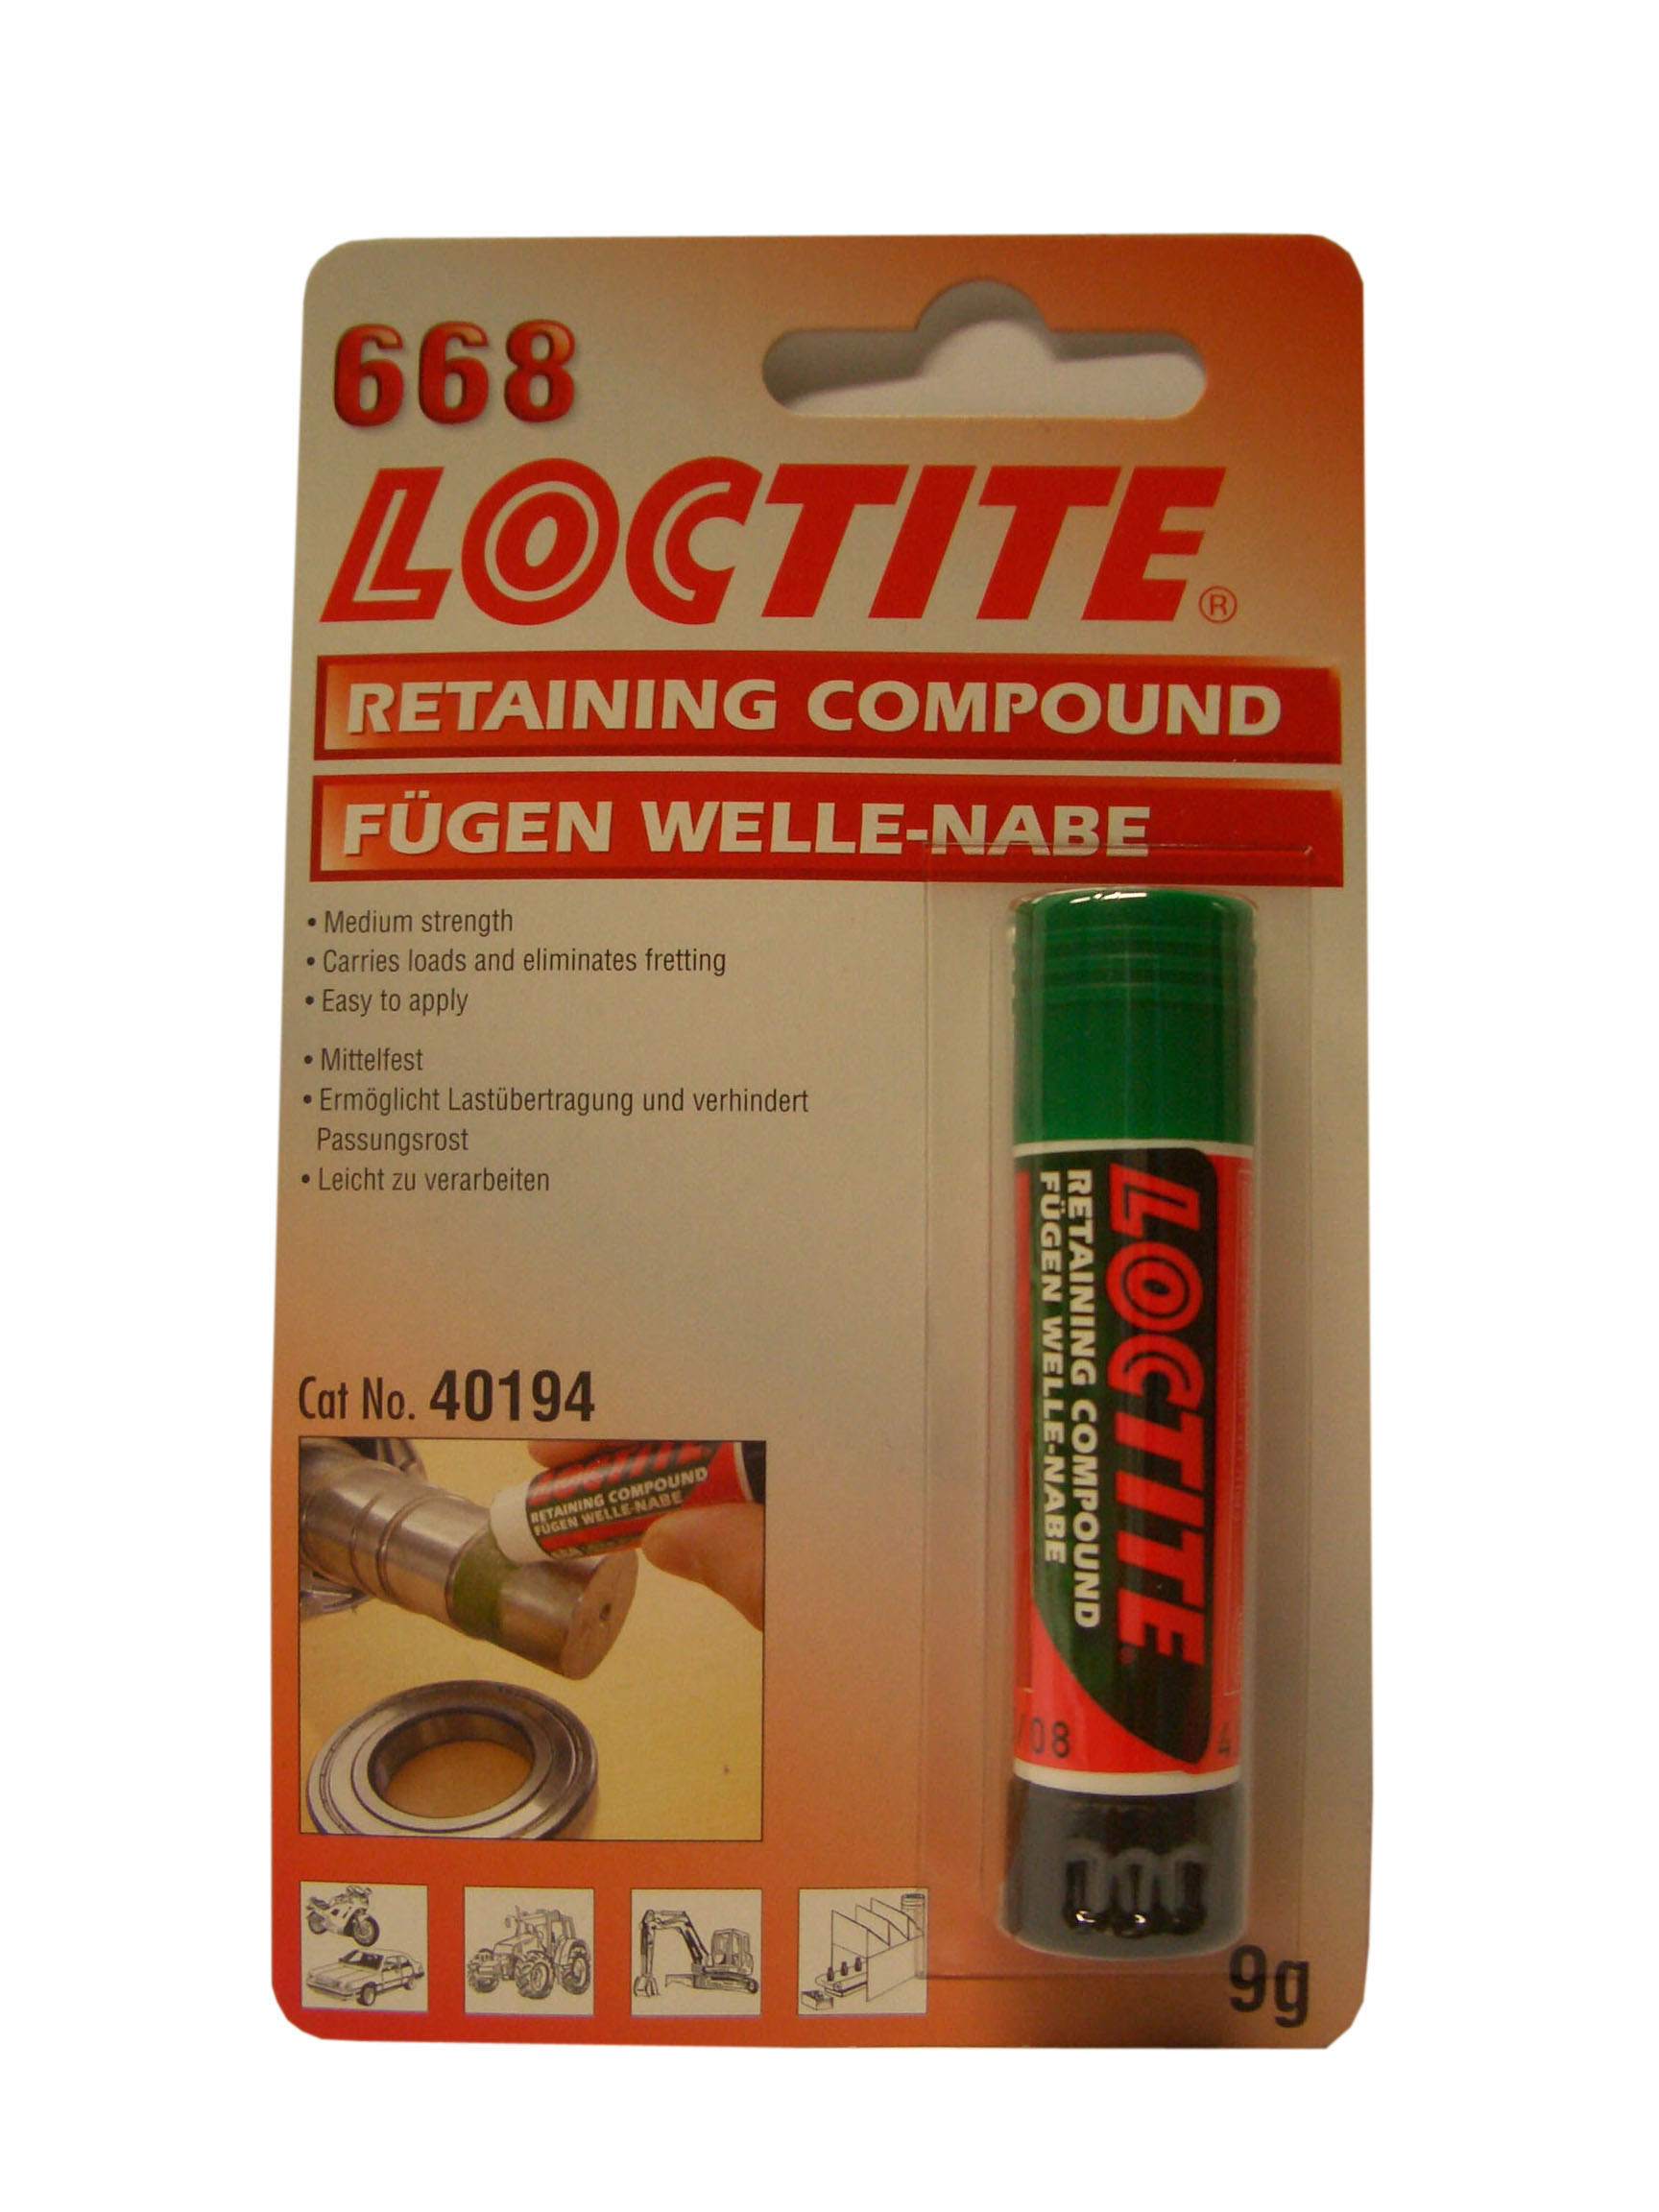 668
LOCTITE®
RETAINING COMPOUND
FÜGEN WELLE-NABE
• Medium strength
• Carries loads and eliminates fretting
• Easy to apply
• Mittelfest
• Ermöglicht Lastübertragung und verhindert
Passungsrost
• Leicht zu verarbeiten
LOCTITE
RETAINING COMPOUND
FÜGEN WELLE-NABE
/08
4
Cat No. 40194
LOCTITE
RETAINING COMPOUND
FÜGEN WELLE-NABE
9g